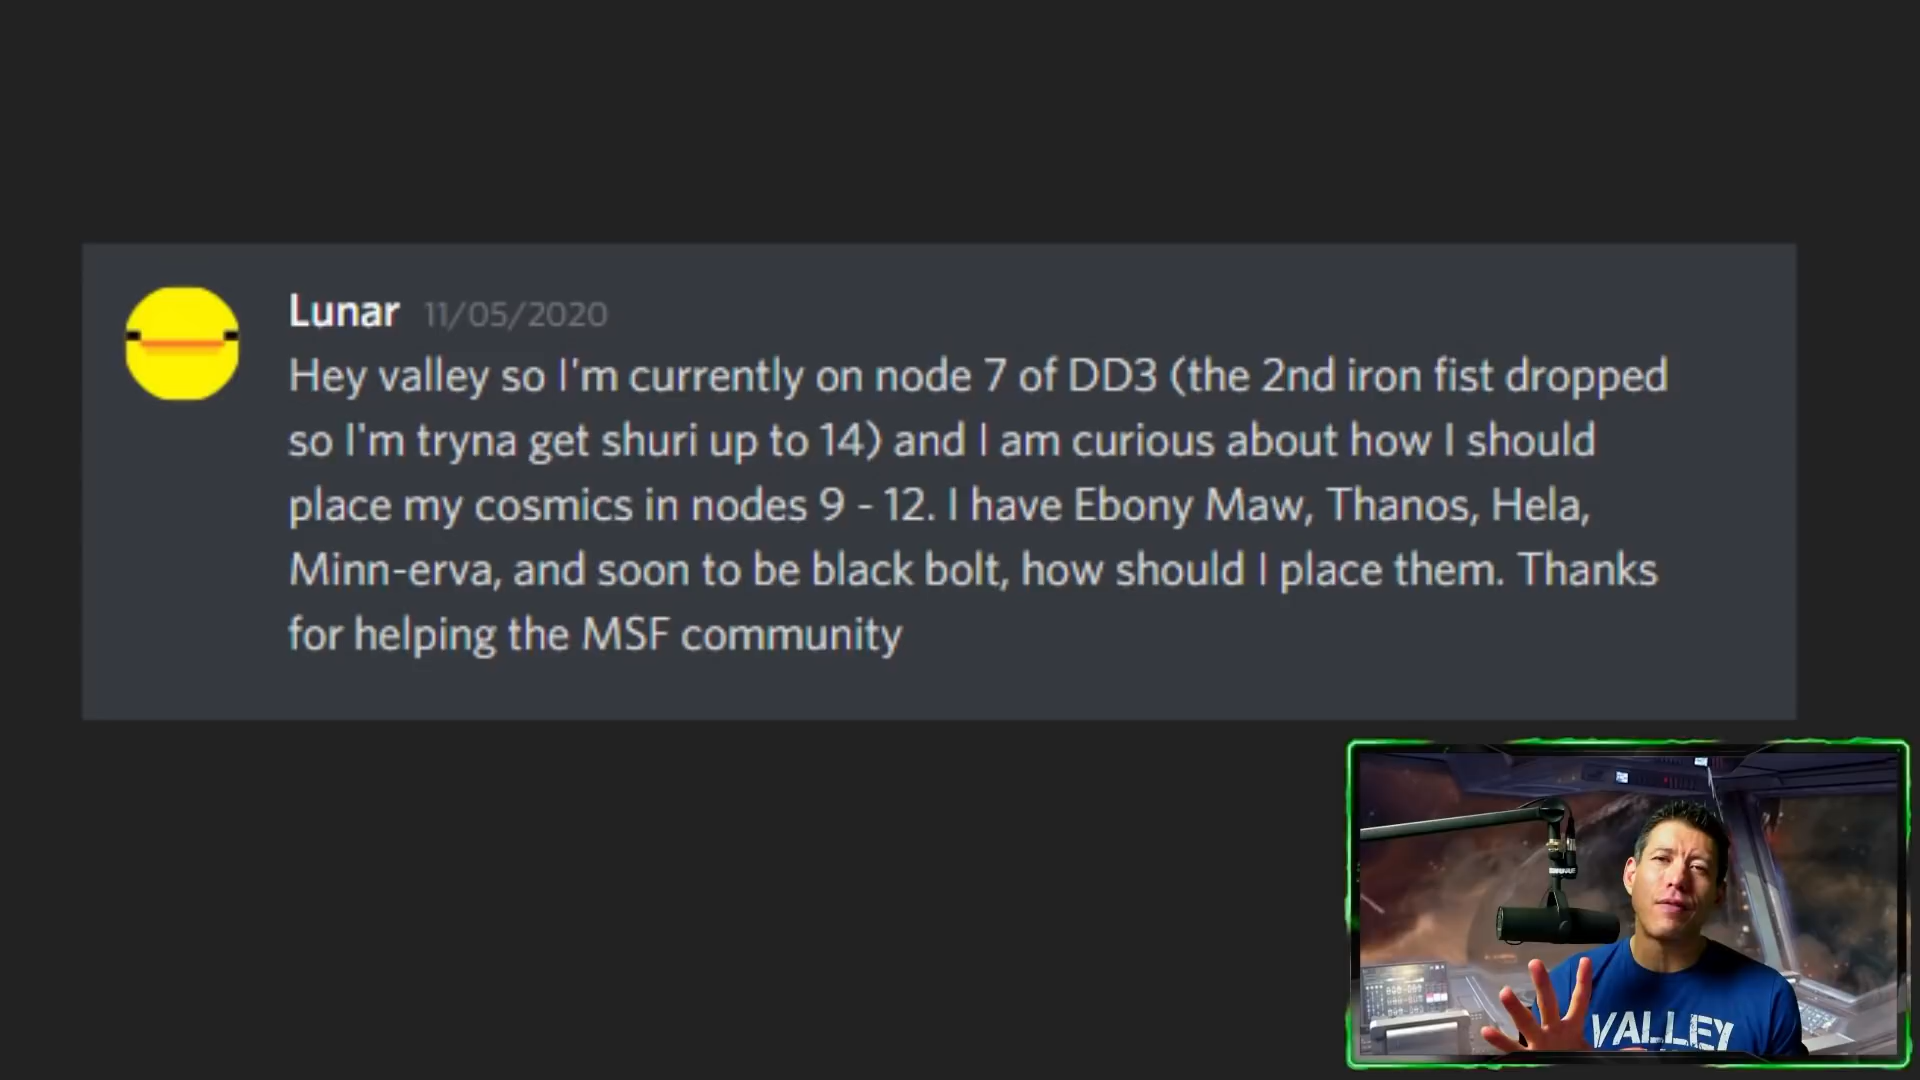 Lunar 11/05/2020
Hey valley so I'm currently on node 7 of DD3 (the 2nd iron fist dropped
so I'm tryna get shuri up to 14) and I am curious about how I should
place my cosmics in nodes 9 - 12. I have Ebony Maw, Thanos, Hela,
Minn-erva, and soon to be black bolt, how should I place them. Thanks
for helping the MSF community
VALLEY